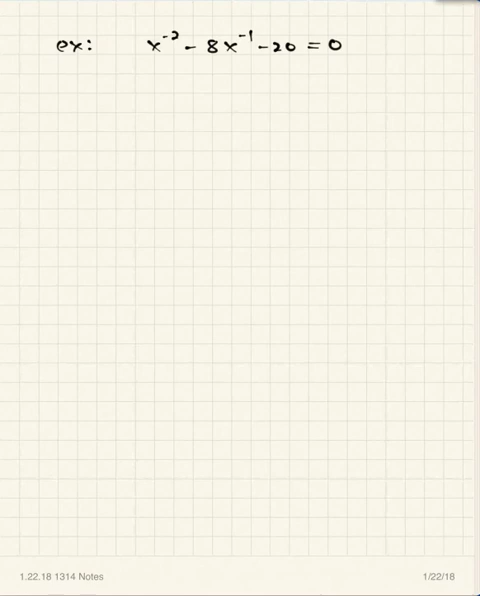 ex: x⁻² - 8x⁻¹ - 20 = 0
1.22.18 1314 Notes
1/22/18